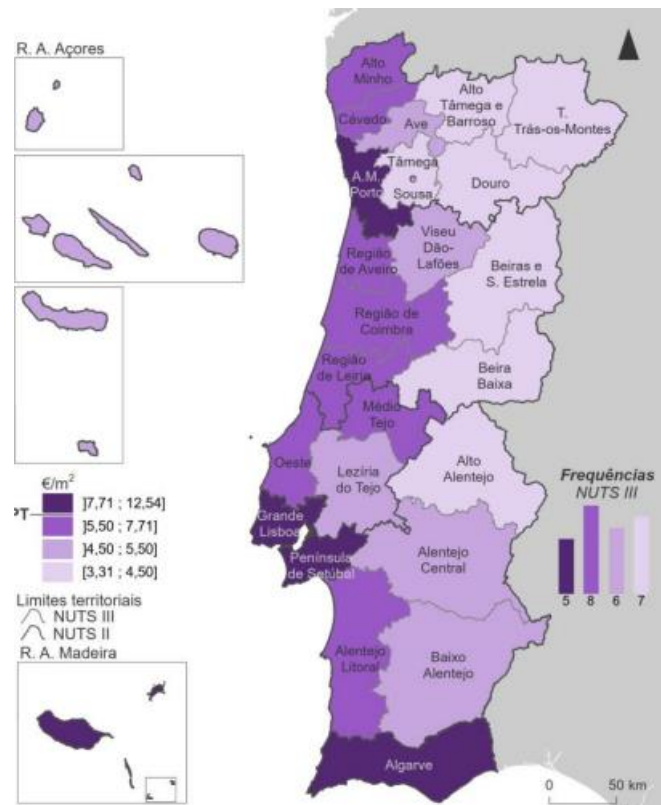 R. A. Açores
Alto
Minho
Alto
Tâmega e
Barroso
T.
Trás-os-Montes
Cávado
Ave
A.M.
Porto
Tâmega
e
Sousa
Douro
Viseu
Dão-
Lafões
Região
de Aveiro
Beiras e
S. Estrela
Região de
Coimbra
Região
de Leiria
Beira
Baixa
Médio
Tejo
Oeste
Lezíria
do Tejo
Alto
Alentejo
Grande
Lisboa
Península
de Setúbal
Alentejo
Central
Alentejo
Litoral
Baixo
Alentejo
Algarve
€/m²
PT
]7,71 ; 12,54]
]5,50 ; 7,71]
]4,50 ; 5,50]
[3,31 ; 4,50]
Limites territoriais
NUTS III
NUTS II
R. A. Madeira
Frequências
NUTS III
5 8 6 7
0 50 km